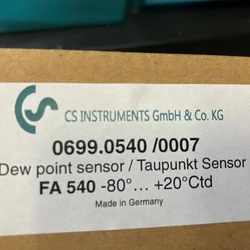 CS INSTRUMENTS GmbH & Co. KG
0699.0540 /0007
Dew point sensor / Taupunkt Sensor
FA 540 -80°... +20°Ctd
Made in Germany